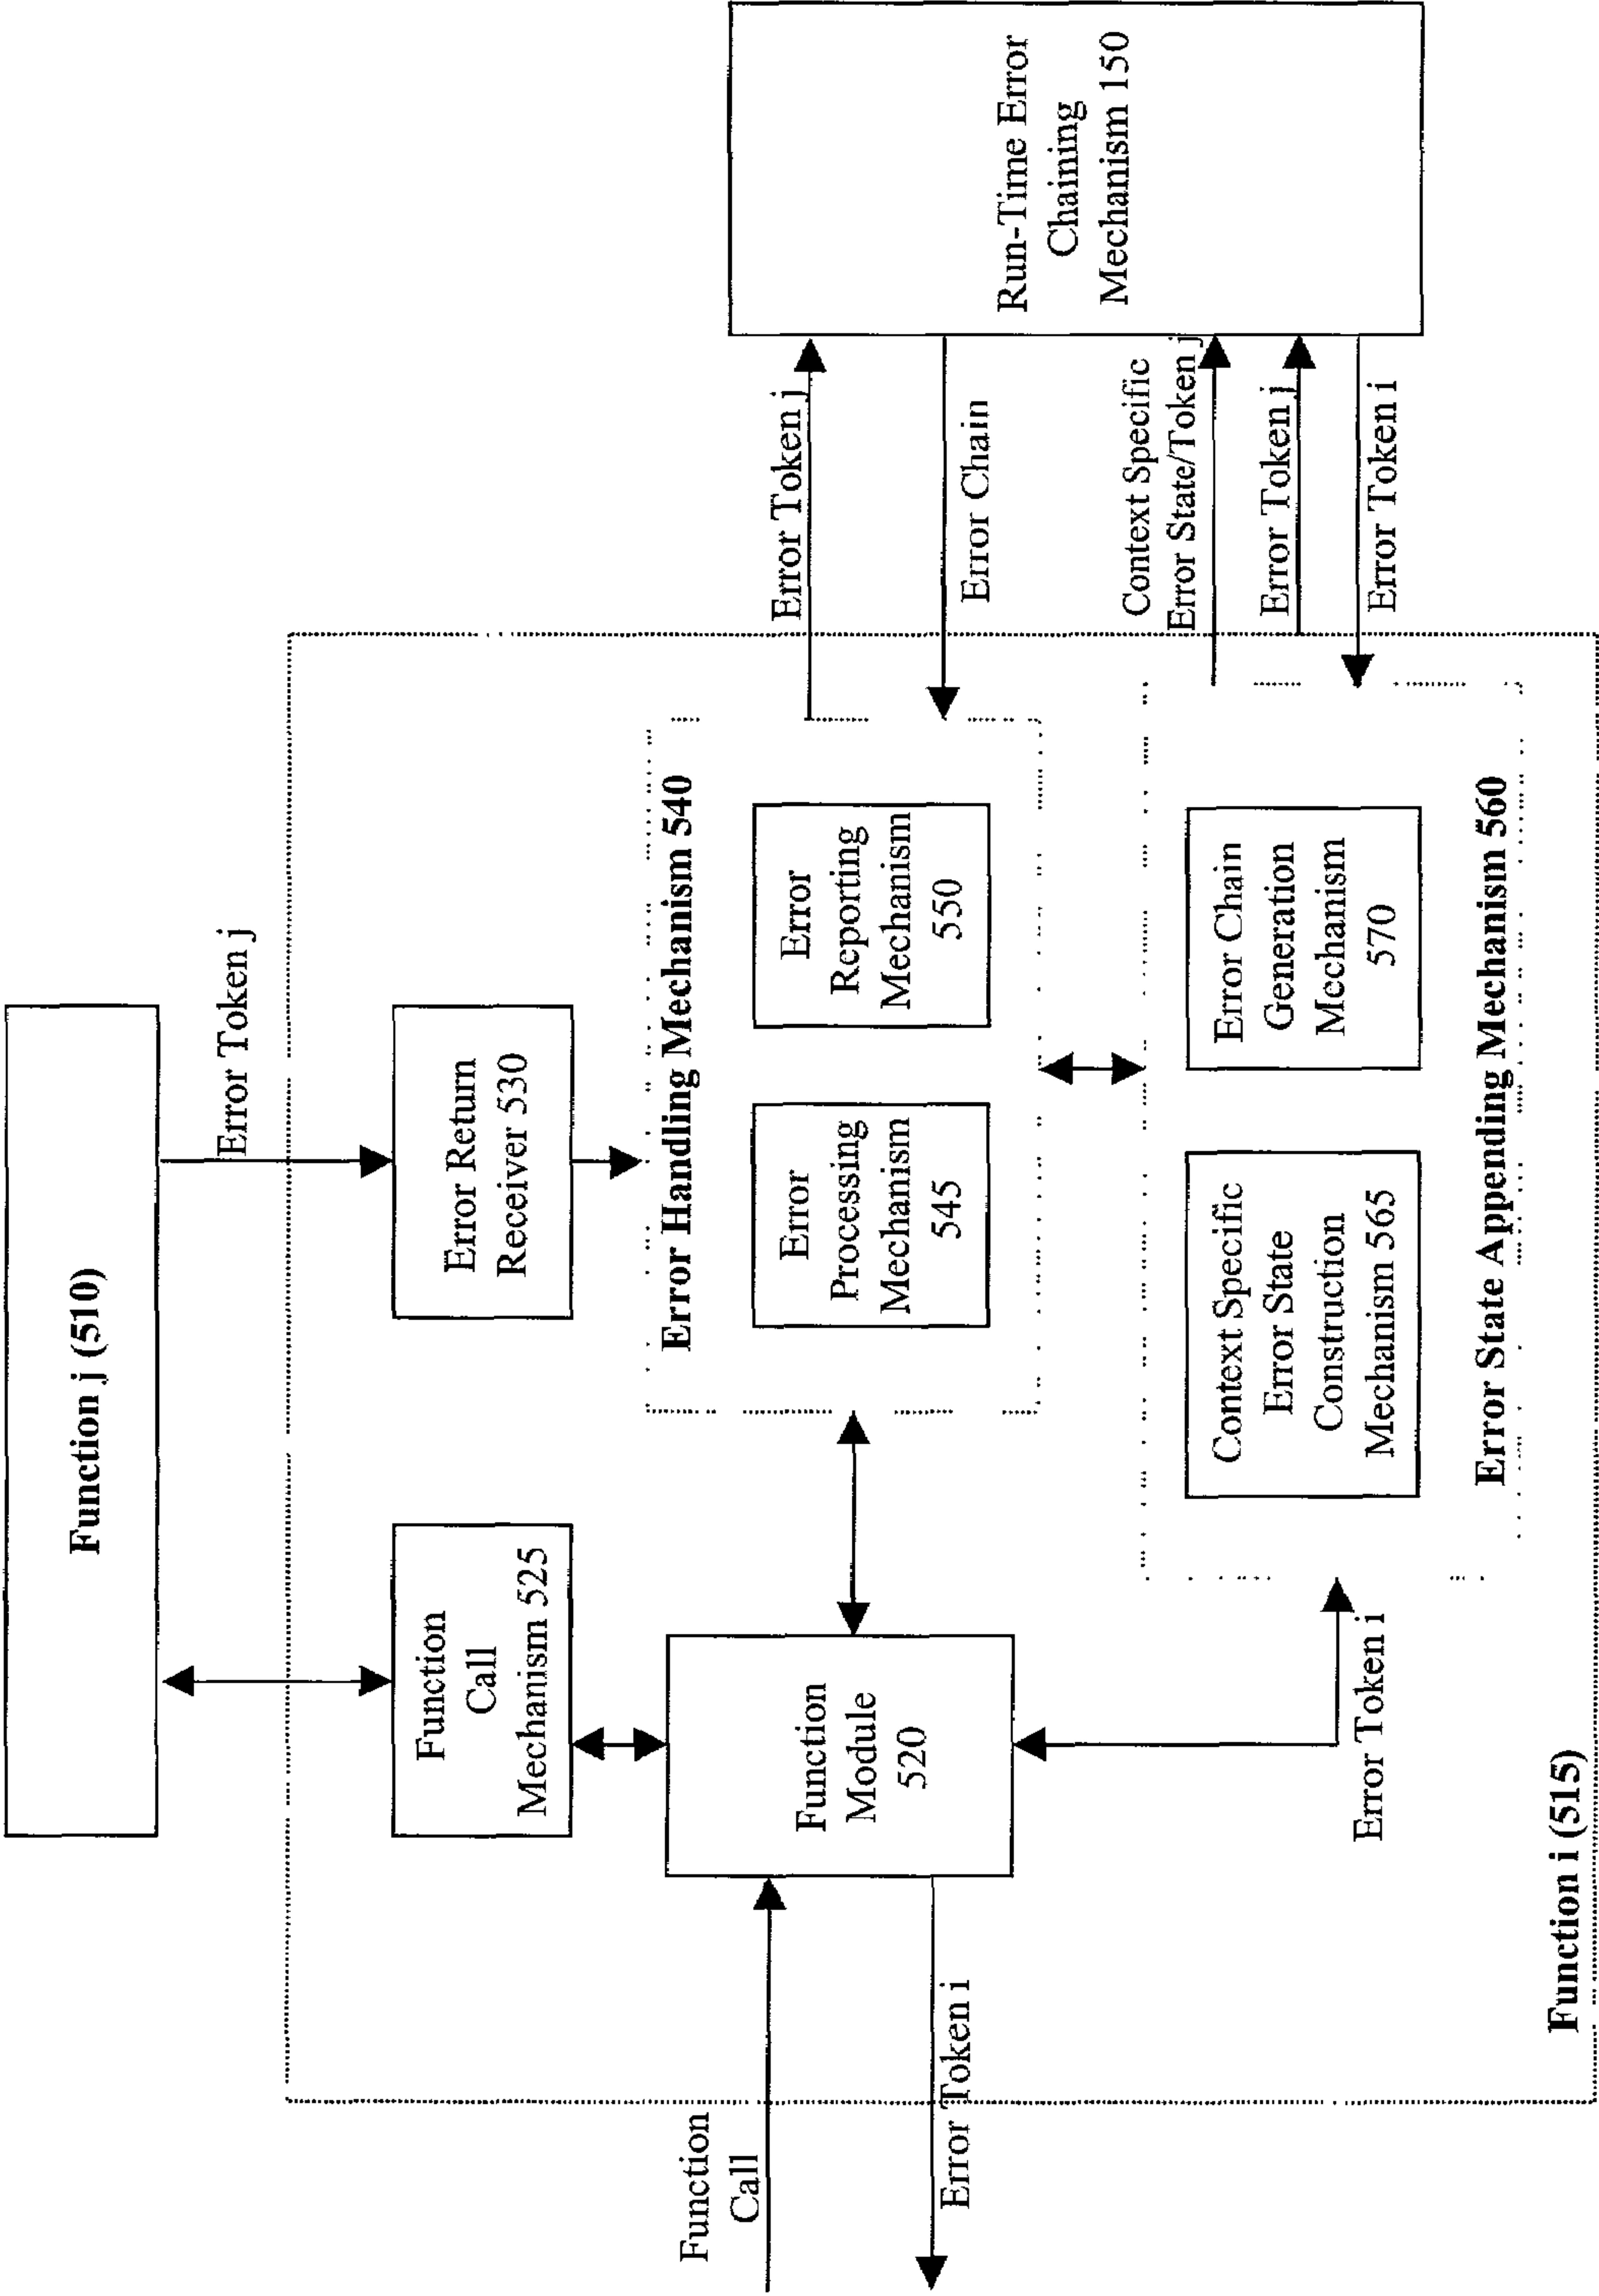 Function j (510)
Error Token j
Function
Call
Mechanism 525
Error Return
Receiver 530
Function
Call
Error Token i
Function
Module
520
Error Handling Mechanism 540
Error
Processing
Mechanism
545
Error
Reporting
Mechanism
550
Error Token j
Error Chain
Run-Time Error
Chaining
Mechanism 150
Context Specific
Error State/Token j
Error Token j
Error Token i
Context Specific
Error State
Construction
Mechanism 565
Error Chain
Generation
Mechanism
570
Error State Appending Mechanism 560
Error Token i
Function i (515)